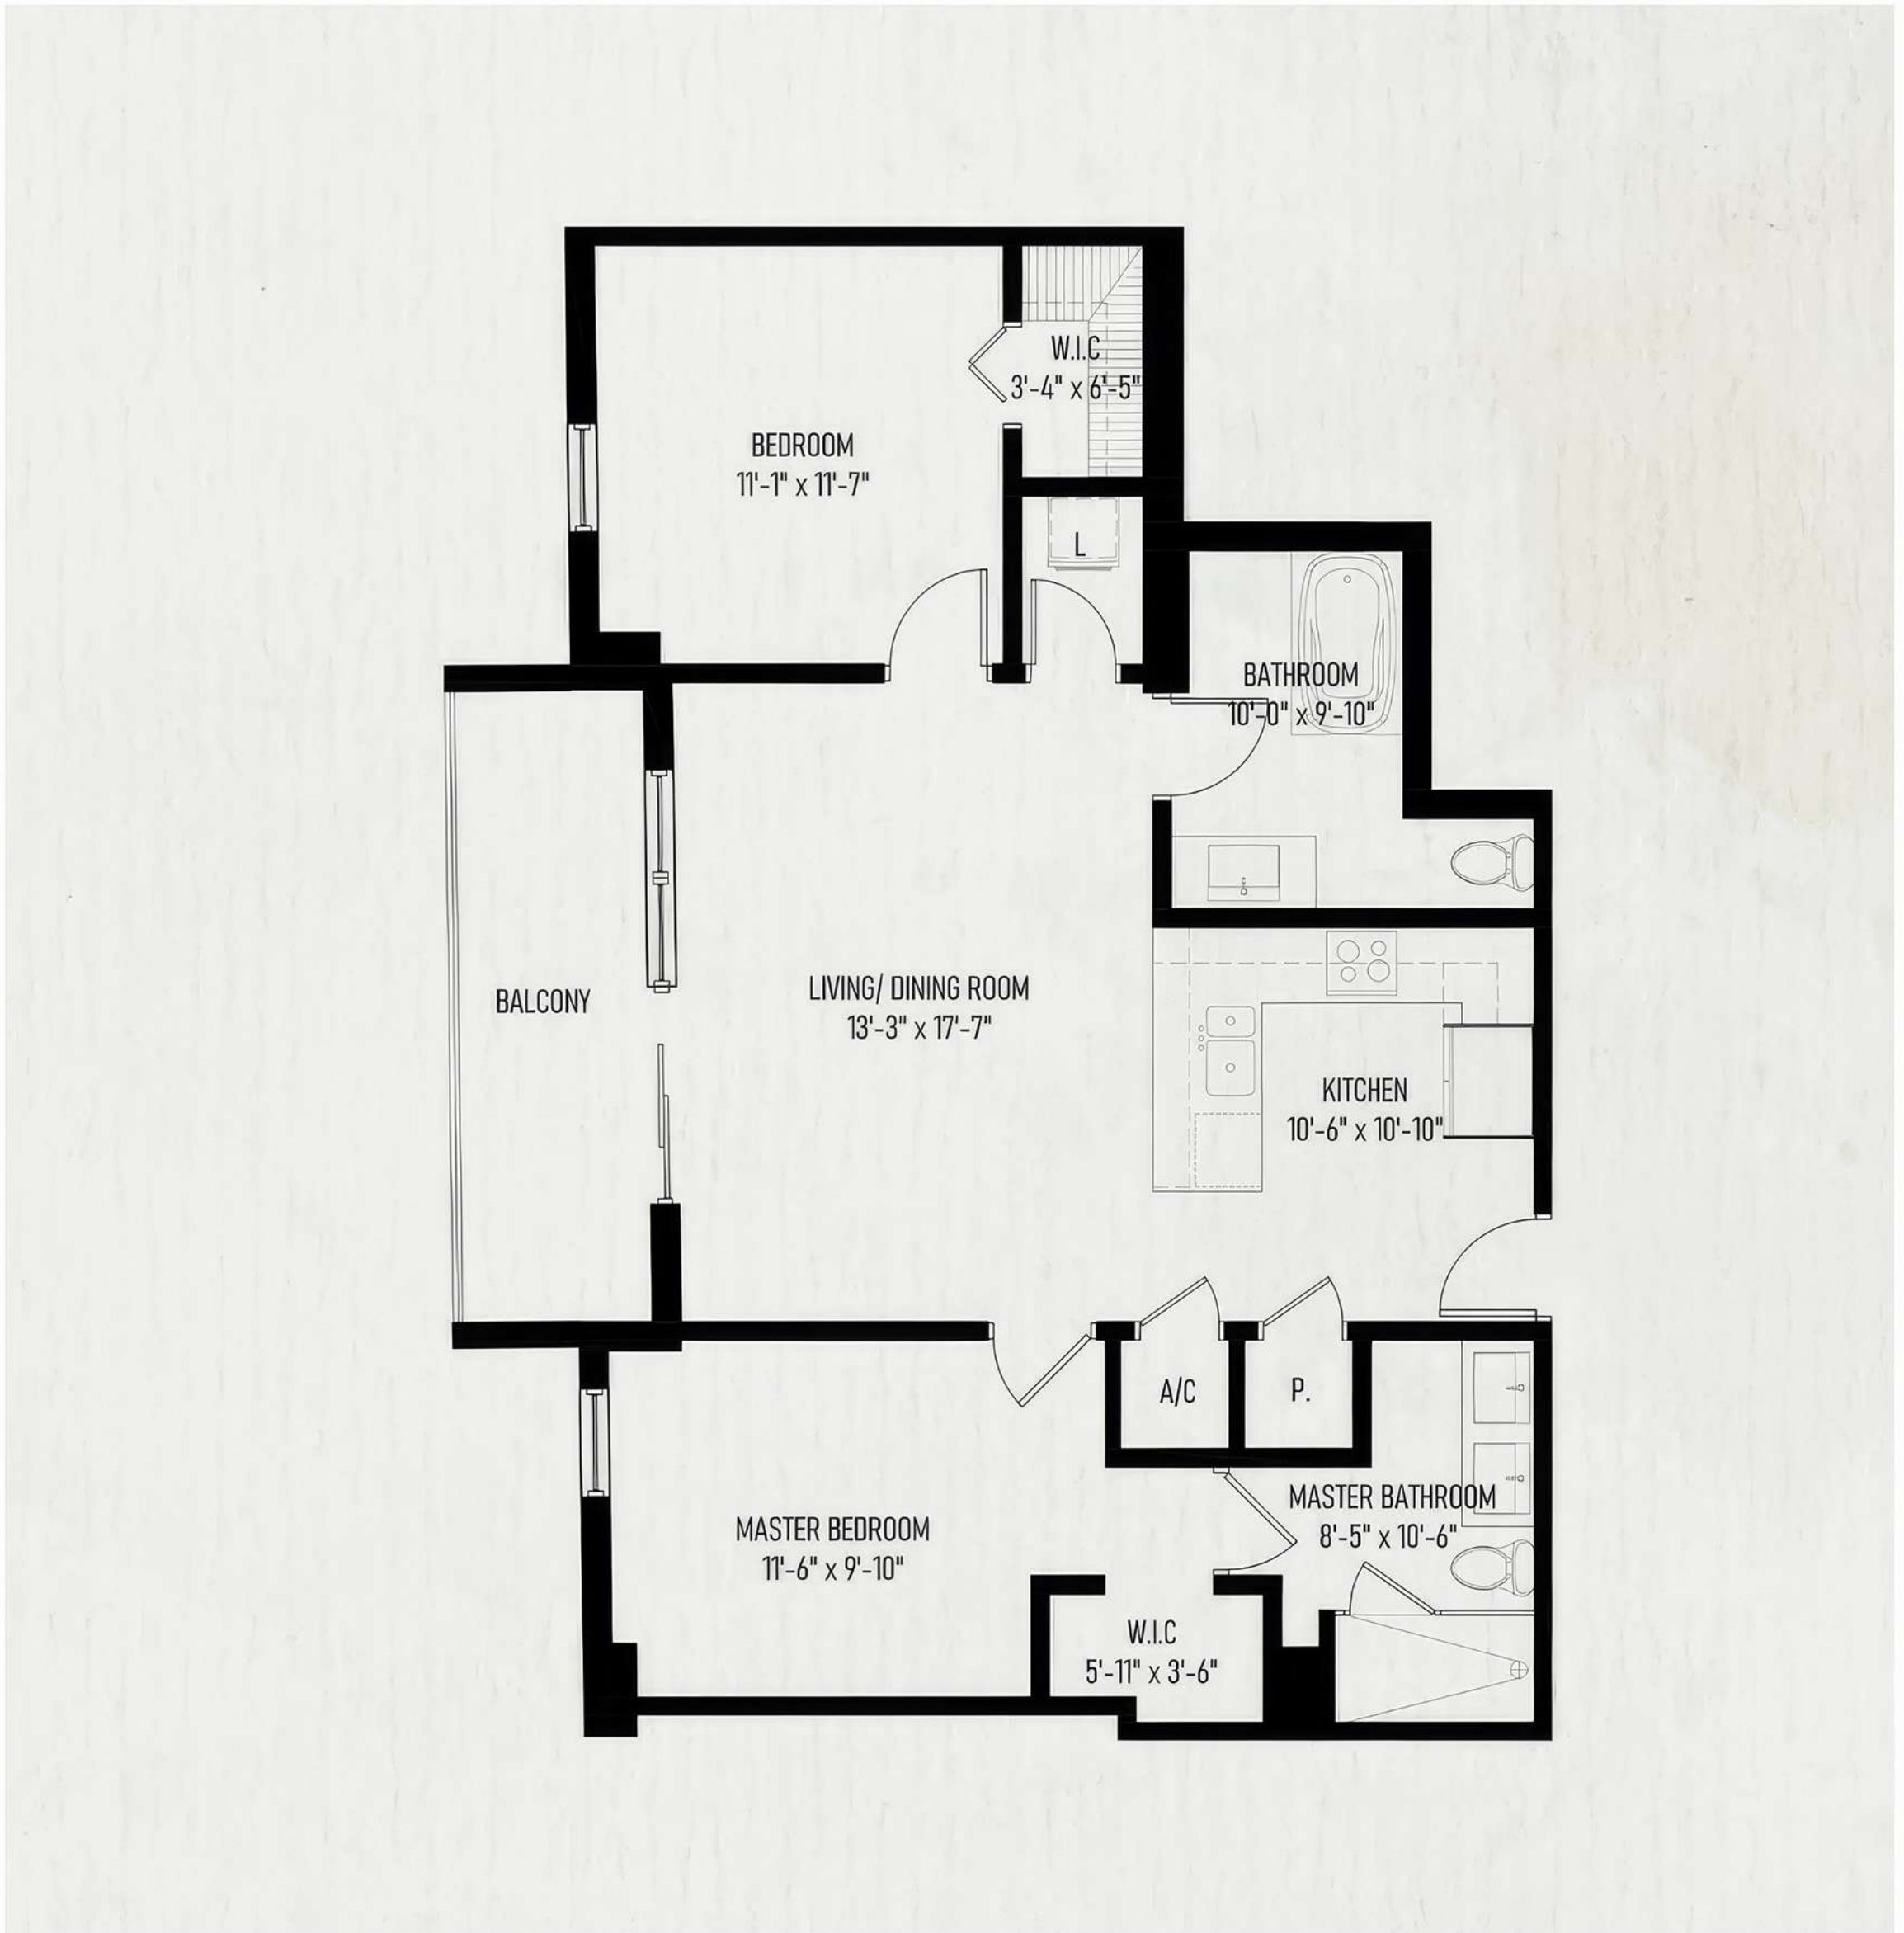 W.I.C
3'-4" x 6'-5"
BEDROOM
11'-1" x 11'-7"
L
BATHROOM
10'-0" x 9'-10"
LIVING/ DINING ROOM
13'-3" x 17'-7"
BALCONY
KITCHEN
10'-6" x 10'-10"
A/C
P.
MASTER BATHROOM
8'-5" x 10'-6"
MASTER BEDROOM
11'-6" x 9'-10"
W.I.C
5'-11" x 3'-6"